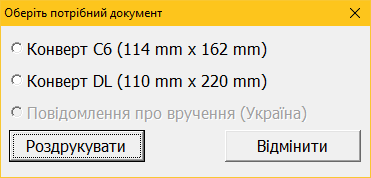 Оберіть потрібний документ
Конверт C6 (114 mm x 162 mm)
Конверт DL (110 mm x 220 mm)
Повідомлення про вручення (Україна)
Роздрукувати Відмінити